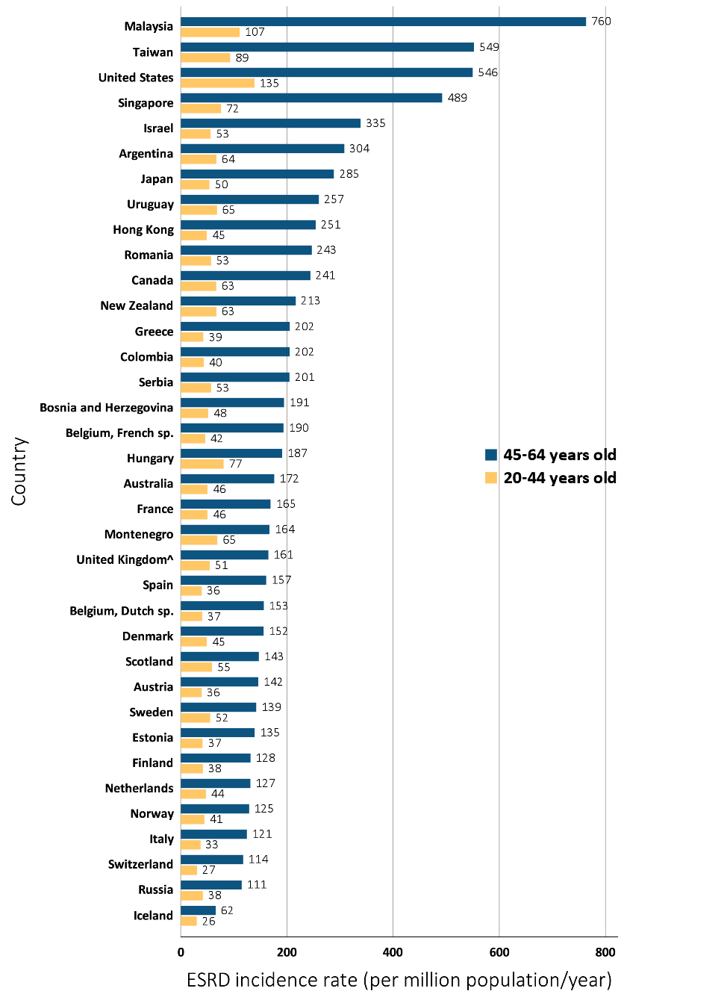 Malaysia 760
107
Taiwan 549
89
United States 546
135
Singapore 489
72
Israel 335
53
Argentina 304
64
Japan 285
50
Uruguay 257
65
Hong Kong 251
45
Romania 243
53
Canada 241
63
New Zealand 213
63
Greece 202
39
Colombia 202
40
Serbia 201
53
Bosnia and Herzegovina 191
48
Belgium, French sp. 190
42
Hungary 187
77
Australia 172
46
France 165
46
Montenegro 164
65
United Kingdom^ 161
51
Spain 157
36
Belgium, Dutch sp. 153
37
Denmark 152
45
Scotland 143
55
Austria 142
36
Sweden 139
52
Estonia 135
37
Finland 128
38
Netherlands 127
44
Norway 125
41
Italy 121
33
Switzerland 114
27
Russia 111
38
Iceland 62
26
Country
45-64 years old
20-44 years old
0 200 400 600 800
ESRD incidence rate (per million population/year)